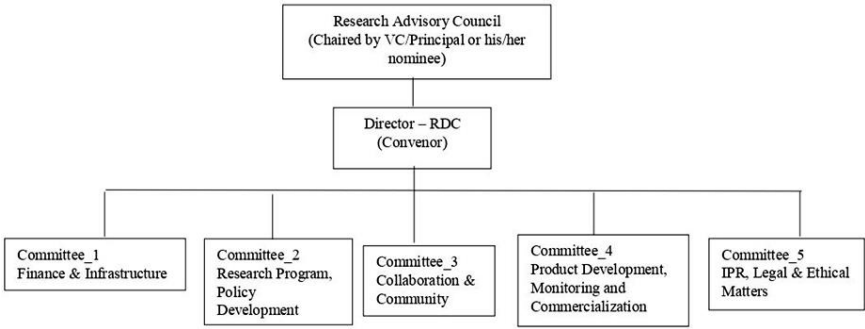 Research Advisory Council
(Chaired by VC/Principal or his/her
nominee)
Director – RDC
(Convenor)
Committee_1
Finance & Infrastructure
Committee_2
Research Program,
Policy
Development
Committee_3
Collaboration &
Community
Committee_4
Product Development,
Monitoring and
Commercialization
Committee_5
IPR, Legal & Ethical
Matters